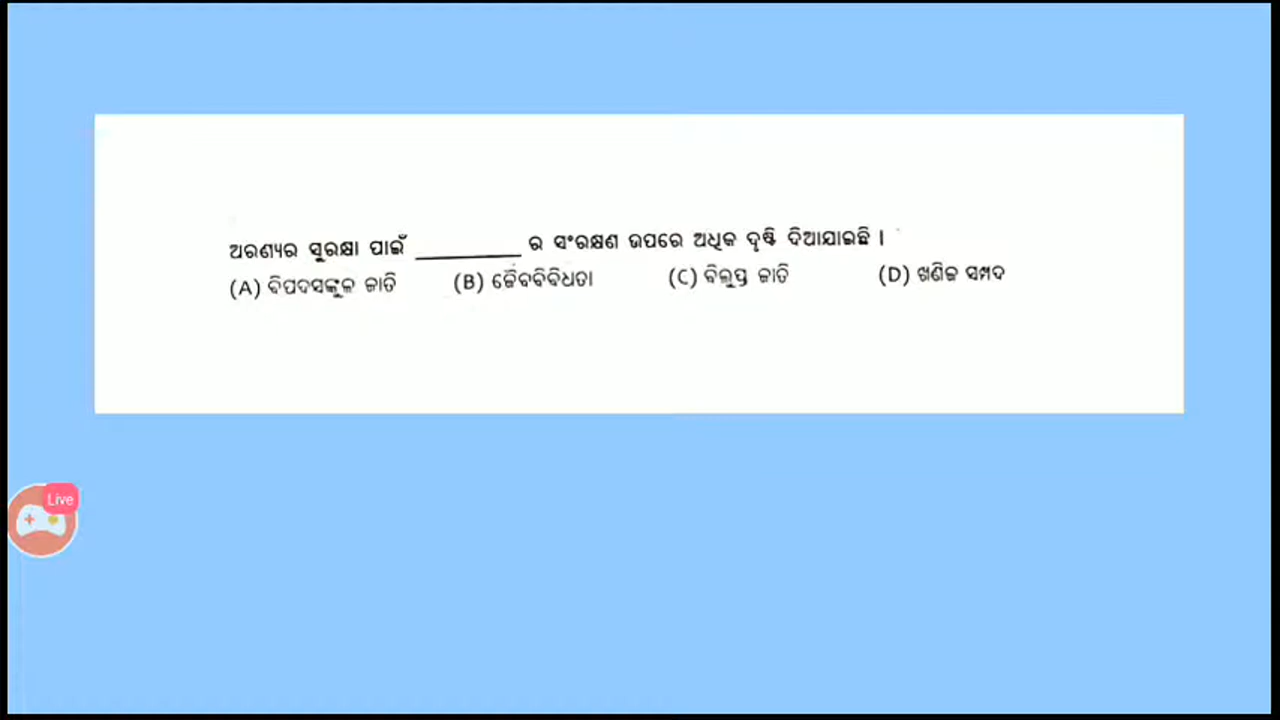 ଅରଣ୍ୟର ସୁରକ୍ଷା ପାଇଁ __________ ର ସଂରକ୍ଷଣ ଉପରେ ଅଧିକ ଦୃଷ୍ଟି ଦିଆଯାଇଛି ।
(A) ବିପଦସଙ୍କୁଳ ଜାତି (B) ଜୈବବିବିଧତା (C) ବିଲୁପ୍ତ ଜାତି (D) ଖଣିଜ ସମ୍ପଦ
Live